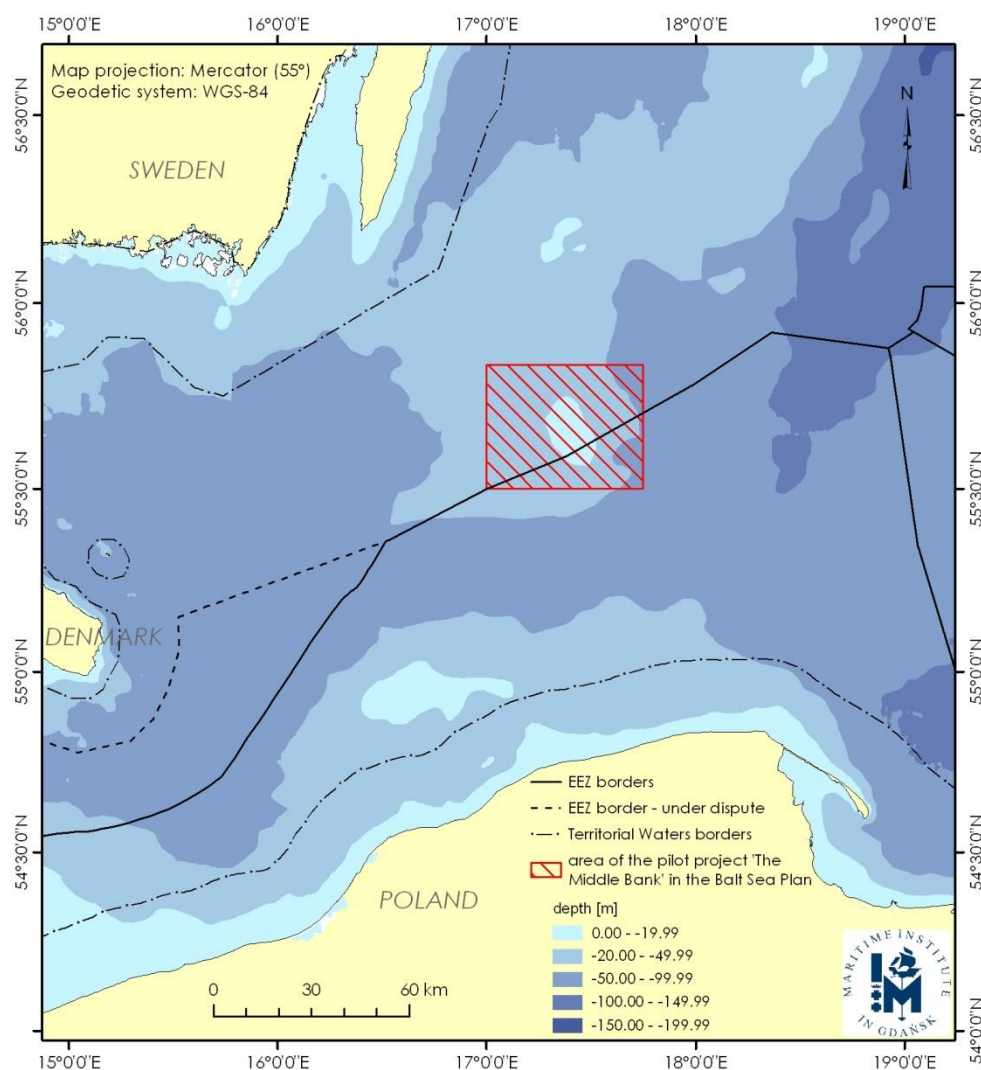 15°0'0"E 16°0'0"E 17°0'0"E 18°0'0"E 19°0'0"E
Map projection: Mercator (55°)
Geodetic system: WGS-84
N
56°30'0"N 56°30'0"N
SWEDEN
56°0'0"N 56°0'0"N
55°30'0"N 55°30'0"N
DENMARK
55°0'0"N 55°0'0"N
EEZ borders
EEZ border - under dispute
Territorial Waters borders
54°30'0"N 54°30'0"N
area of the pilot project 'The
Middle Bank' in the Balt Sea Plan
POLAND
depth [m]
0.00 - -19.99
-20.00 - -49.99
-50.00 - -99.99
-100.00 - -149.99
-150.00 - -199.99
0 30 60 km
MARITIME INSTITUTE
IN GDAŃSK
54°0'0"N 54°0'0"N
15°0'0"E 16°0'0"E 17°0'0"E 18°0'0"E 19°0'0"E